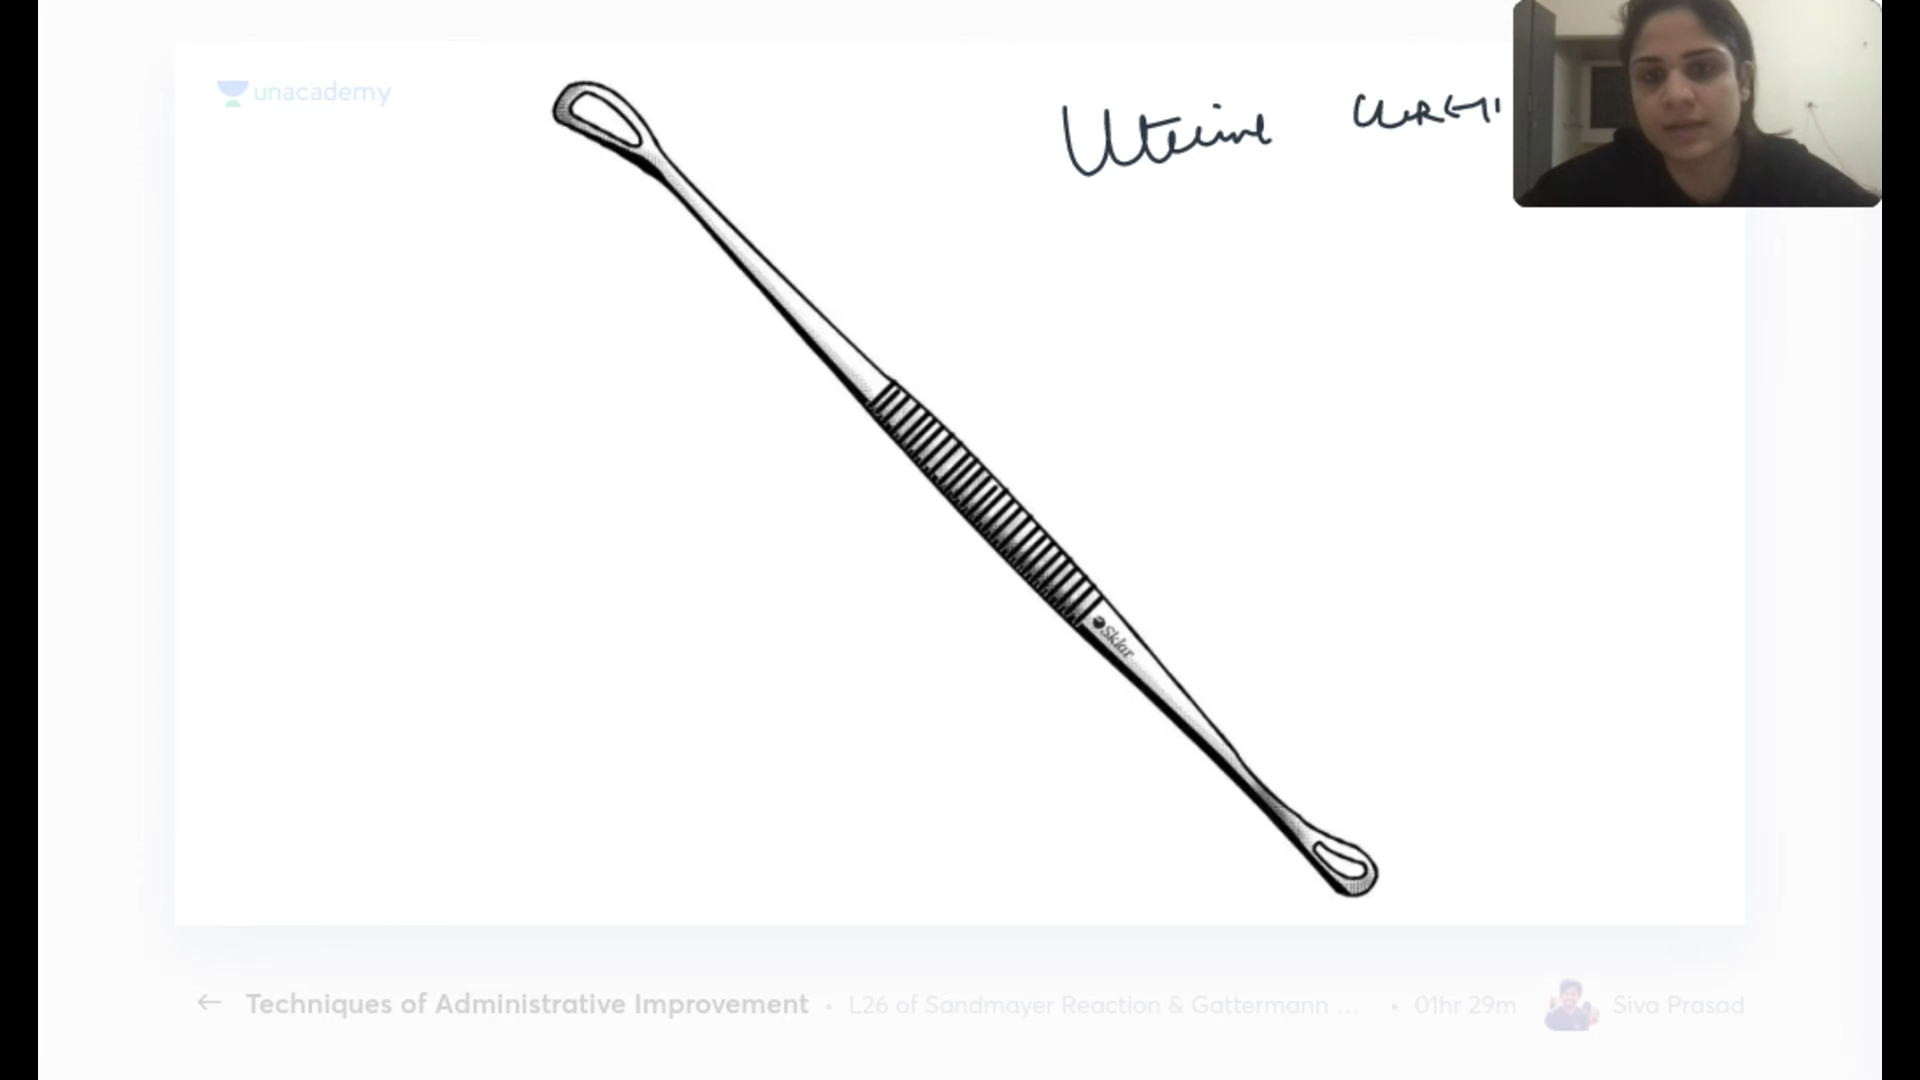 unacademy
Uterine
Sklar
Techniques of Administrative Improvement • L26 of Sandmayer Reaction & Gattermann ... • 01hr 29m Siva Prasad